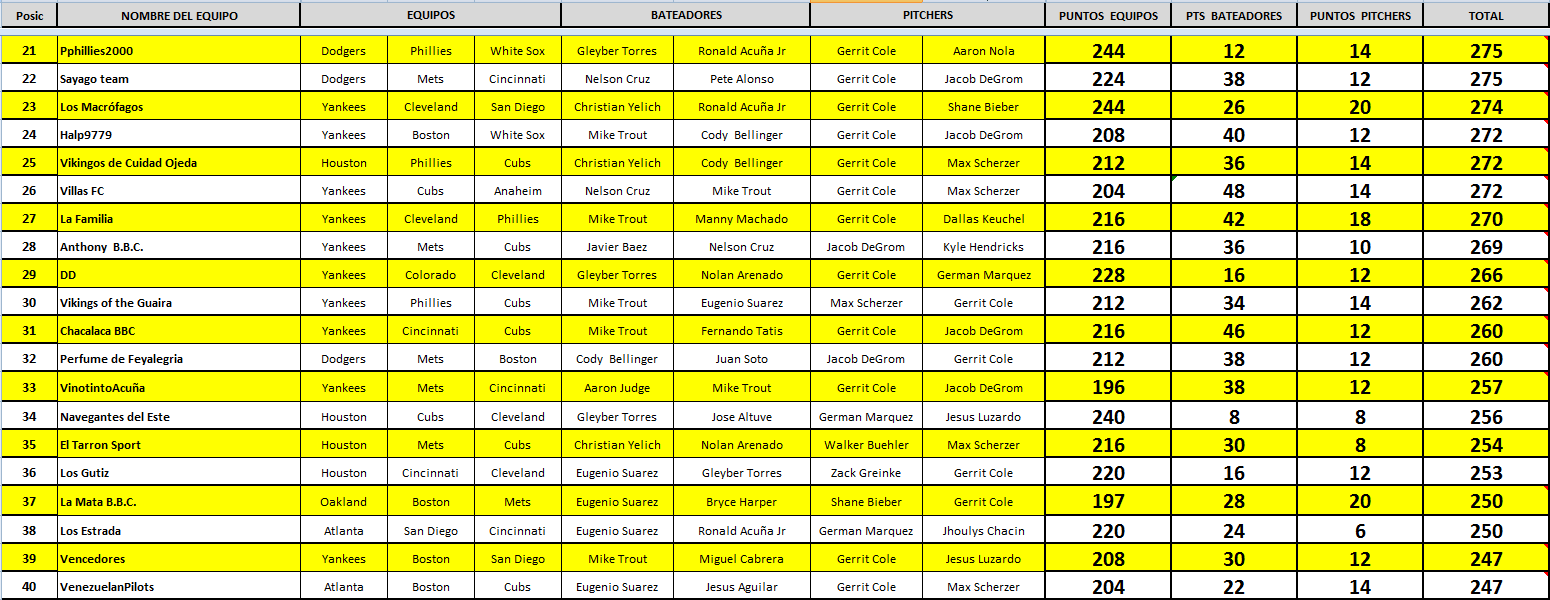 Posic NOMBRE DEL EQUIPO EQUIPOS BATEADORES PITCHERS PUNTOS EQUIPOS PTS BATEADORES PUNTOS PITCHERS TOTAL
21 Pphillies2000 Dodgers Phillies White Sox Gleyber Torres Ronald Acuña Jr Gerrit Cole Aaron Nola 244 12 14 275
22 Sayago team Dodgers Mets Cincinnati Nelson Cruz Pete Alonso Gerrit Cole Jacob DeGrom 224 38 12 275
23 Los Macrófagos Yankees Cleveland San Diego Christian Yelich Ronald Acuña Jr Gerrit Cole Shane Bieber 244 26 20 274
24 Halp9779 Yankees Boston White Sox Mike Trout Cody Bellinger Gerrit Cole Jacob DeGrom 208 40 12 272
25 Vikingos de Cuidad Ojeda Houston Phillies Cubs Christian Yelich Cody Bellinger Gerrit Cole Max Scherzer 212 36 14 272
26 Villas FC Yankees Cubs Anaheim Nelson Cruz Mike Trout Gerrit Cole Max Scherzer 204 48 14 272
27 La Familia Yankees Cleveland Phillies Mike Trout Manny Machado Gerrit Cole Dallas Keuchel 216 42 18 270
28 Anthony B.B.C. Yankees Mets Cubs Javier Baez Nelson Cruz Jacob DeGrom Kyle Hendricks 216 36 10 269
29 DD Yankees Colorado Cleveland Gleyber Torres Nolan Arenado Gerrit Cole German Marquez 228 16 12 266
30 Vikings of the Guaira Yankees Phillies Cubs Mike Trout Eugenio Suarez Max Scherzer Gerrit Cole 212 34 14 262
31 Chacalaca BBC Yankees Cincinnati Cubs Mike Trout Fernando Tatis Gerrit Cole Jacob DeGrom 216 46 12 260
32 Perfume de Feyalegria Dodgers Mets Boston Cody Bellinger Juan Soto Jacob DeGrom Gerrit Cole 212 38 12 260
33 VinotintoAcuña Yankees Mets Cincinnati Aaron Judge Mike Trout Gerrit Cole Jacob DeGrom 196 38 12 257
34 Navegantes del Este Houston Cubs Cleveland Gleyber Torres Jose Altuve German Marquez Jesus Luzardo 240 8 8 256
35 El Tarron Sport Houston Mets Cubs Christian Yelich Nolan Arenado Walker Buehler Max Scherzer 216 30 8 254
36 Los Gutiz Houston Cincinnati Cleveland Eugenio Suarez Gleyber Torres Zack Greinke Gerrit Cole 220 16 12 253
37 La Mata B.B.C. Oakland Boston Mets Eugenio Suarez Bryce Harper Shane Bieber Gerrit Cole 197 28 20 250
38 Los Estrada Atlanta San Diego Cincinnati Eugenio Suarez Ronald Acuña Jr German Marquez Jhoulys Chacin 220 24 6 250
39 Vencedores Yankees Boston San Diego Mike Trout Miguel Cabrera Gerrit Cole Jesus Luzardo 208 30 12 247
40 VenezuelanPilots Atlanta Boston Cubs Eugenio Suarez Jesus Aguilar Gerrit Cole Max Scherzer 204 22 14 247